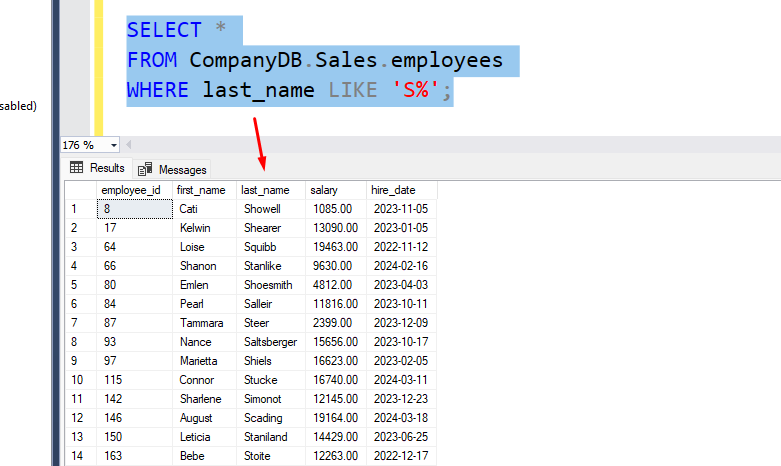 SELECT *
FROM CompanyDB.Sales.employees
WHERE last_name LIKE 'S%';
sabled)
176 %
Results Messages
employee_id first_name last_name salary hire_date
1 8 Cati Showell 1085.00 2023-11-05
2 17 Kelwin Shearer 13090.00 2023-01-05
3 64 Loise Squibb 19463.00 2022-11-12
4 66 Shanon Stanlike 9630.00 2024-02-16
5 80 Emlen Shoesmith 4812.00 2023-04-03
6 84 Pearl Salleir 11816.00 2023-10-11
7 87 Tammara Steer 2399.00 2023-12-09
8 93 Nance Saltsberger 15656.00 2023-10-17
9 97 Marietta Shiels 16623.00 2023-02-05
10 115 Connor Stucke 16740.00 2024-03-11
11 142 Sharlene Simonot 12145.00 2023-12-23
12 146 August Scading 19164.00 2024-03-18
13 150 Leticia Staniland 14429.00 2023-06-25
14 163 Bebe Stoite 12263.00 2022-12-17